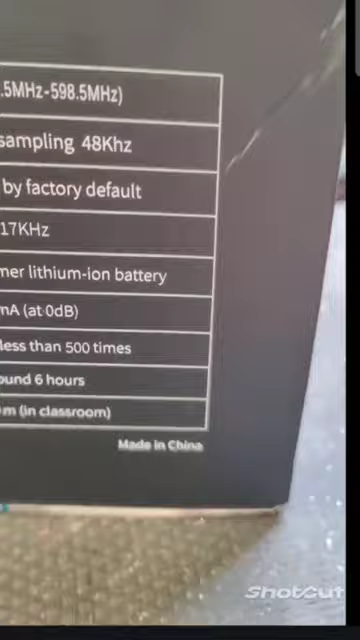 .5MHz-598.5MHz)
sampling 48Khz
by factory default
17KHz
mer lithium-ion battery
mA (at 0dB)
less than 500 times
ound 6 hours
m (in classroom)
Made in China
ShotCut